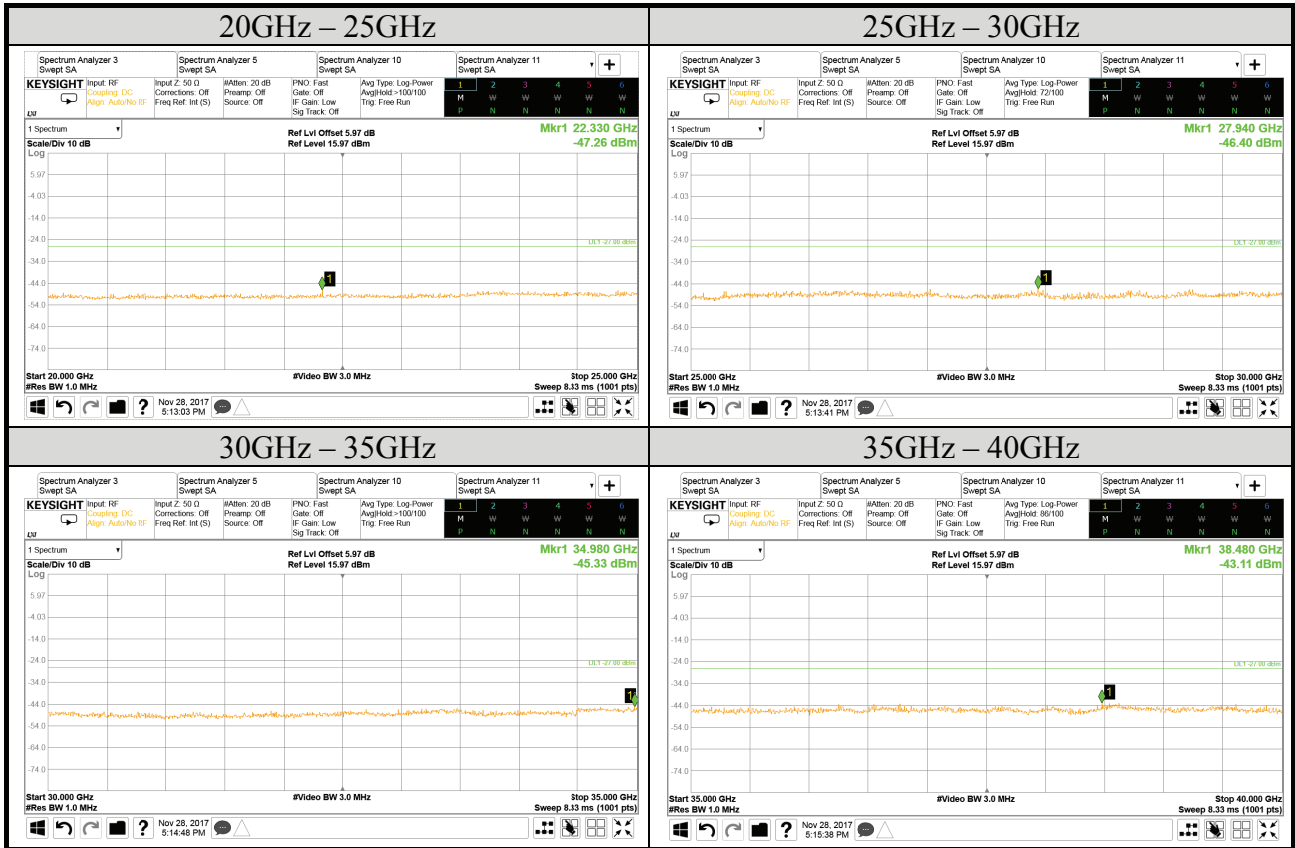 20GHz – 25GHz
Spectrum Analyzer 3 Spectrum Analyzer 5 Spectrum Analyzer 10 Spectrum Analyzer 11
Swept SA Swept SA Swept SA Swept SA
KEYSIGHT Input: RF Input Z: 50 Ω #Atten: 20 dB PNO: Fast Avg Type: Log-Power 1 2 3 4 5 6
Coupling: DC Corrections: Off Preamp: Off Gate: Off Avg|Hold:>100/100 M W W W W W
Align: Auto/No RF Freq Ref: Int (S) Source: Off IF Gain: Low Trig: Free Run
LXI Sig Track: Off P N N N N N
1 Spectrum Ref Lvl Offset 5.97 dB Mkr1 22.330 GHz
Scale/Div 10 dB Ref Level 15.97 dBm -47.26 dBm
Log
5.97
-4.03
-14.0
-24.0
DL1 -27.00 dBm
-34.0
1
-44.0
-54.0
-64.0
-74.0
Start 20.000 GHz #Video BW 3.0 MHz Stop 25.000 GHz
#Res BW 1.0 MHz Sweep 8.33 ms (1001 pts)
? Nov 28, 2017
5:13:03 PM
25GHz – 30GHz
Spectrum Analyzer 3 Spectrum Analyzer 5 Spectrum Analyzer 10 Spectrum Analyzer 11
Swept SA Swept SA Swept SA Swept SA
KEYSIGHT Input: RF Input Z: 50 Ω #Atten: 20 dB PNO: Fast Avg Type: Log-Power 1 2 3 4 5 6
Coupling: DC Corrections: Off Preamp: Off Gate: Off Avg|Hold: 72/100 M W W W W W
Align: Auto/No RF Freq Ref: Int (S) Source: Off IF Gain: Low Trig: Free Run
LXI Sig Track: Off P N N N N N
1 Spectrum Ref Lvl Offset 5.97 dB Mkr1 27.940 GHz
Scale/Div 10 dB Ref Level 15.97 dBm -46.40 dBm
Log
5.97
-4.03
-14.0
-24.0
DL1 -27.00 dBm
-34.0
1
-44.0
-54.0
-64.0
-74.0
Start 25.000 GHz #Video BW 3.0 MHz Stop 30.000 GHz
#Res BW 1.0 MHz Sweep 8.33 ms (1001 pts)
? Nov 28, 2017
5:13:41 PM
30GHz – 35GHz
Spectrum Analyzer 3 Spectrum Analyzer 5 Spectrum Analyzer 10 Spectrum Analyzer 11
Swept SA Swept SA Swept SA Swept SA
KEYSIGHT Input: RF Input Z: 50 Ω #Atten: 20 dB PNO: Fast Avg Type: Log-Power 1 2 3 4 5 6
Coupling: DC Corrections: Off Preamp: Off Gate: Off Avg|Hold:>100/100 M W W W W W
Align: Auto/No RF Freq Ref: Int (S) Source: Off IF Gain: Low Trig: Free Run
LXI Sig Track: Off P N N N N N
1 Spectrum Ref Lvl Offset 5.97 dB Mkr1 34.980 GHz
Scale/Div 10 dB Ref Level 15.97 dBm -45.33 dBm
Log
5.97
-4.03
-14.0
-24.0
DL1 -27.00 dBm
-34.0
1
-44.0
-54.0
-64.0
-74.0
Start 30.000 GHz #Video BW 3.0 MHz Stop 35.000 GHz
#Res BW 1.0 MHz Sweep 8.33 ms (1001 pts)
? Nov 28, 2017
5:14:48 PM
35GHz – 40GHz
Spectrum Analyzer 3 Spectrum Analyzer 5 Spectrum Analyzer 10 Spectrum Analyzer 11
Swept SA Swept SA Swept SA Swept SA
KEYSIGHT Input: RF Input Z: 50 Ω #Atten: 20 dB PNO: Fast Avg Type: Log-Power 1 2 3 4 5 6
Coupling: DC Corrections: Off Preamp: Off Gate: Off Avg|Hold: 86/100 M W W W W W
Align: Auto/No RF Freq Ref: Int (S) Source: Off IF Gain: Low Trig: Free Run
LXI Sig Track: Off P N N N N N
1 Spectrum Ref Lvl Offset 5.97 dB Mkr1 38.480 GHz
Scale/Div 10 dB Ref Level 15.97 dBm -43.11 dBm
Log
5.97
-4.03
-14.0
-24.0
DL1 -27.00 dBm
-34.0
1
-44.0
-54.0
-64.0
-74.0
Start 35.000 GHz #Video BW 3.0 MHz Stop 40.000 GHz
#Res BW 1.0 MHz Sweep 8.33 ms (1001 pts)
? Nov 28, 2017
5:15:38 PM